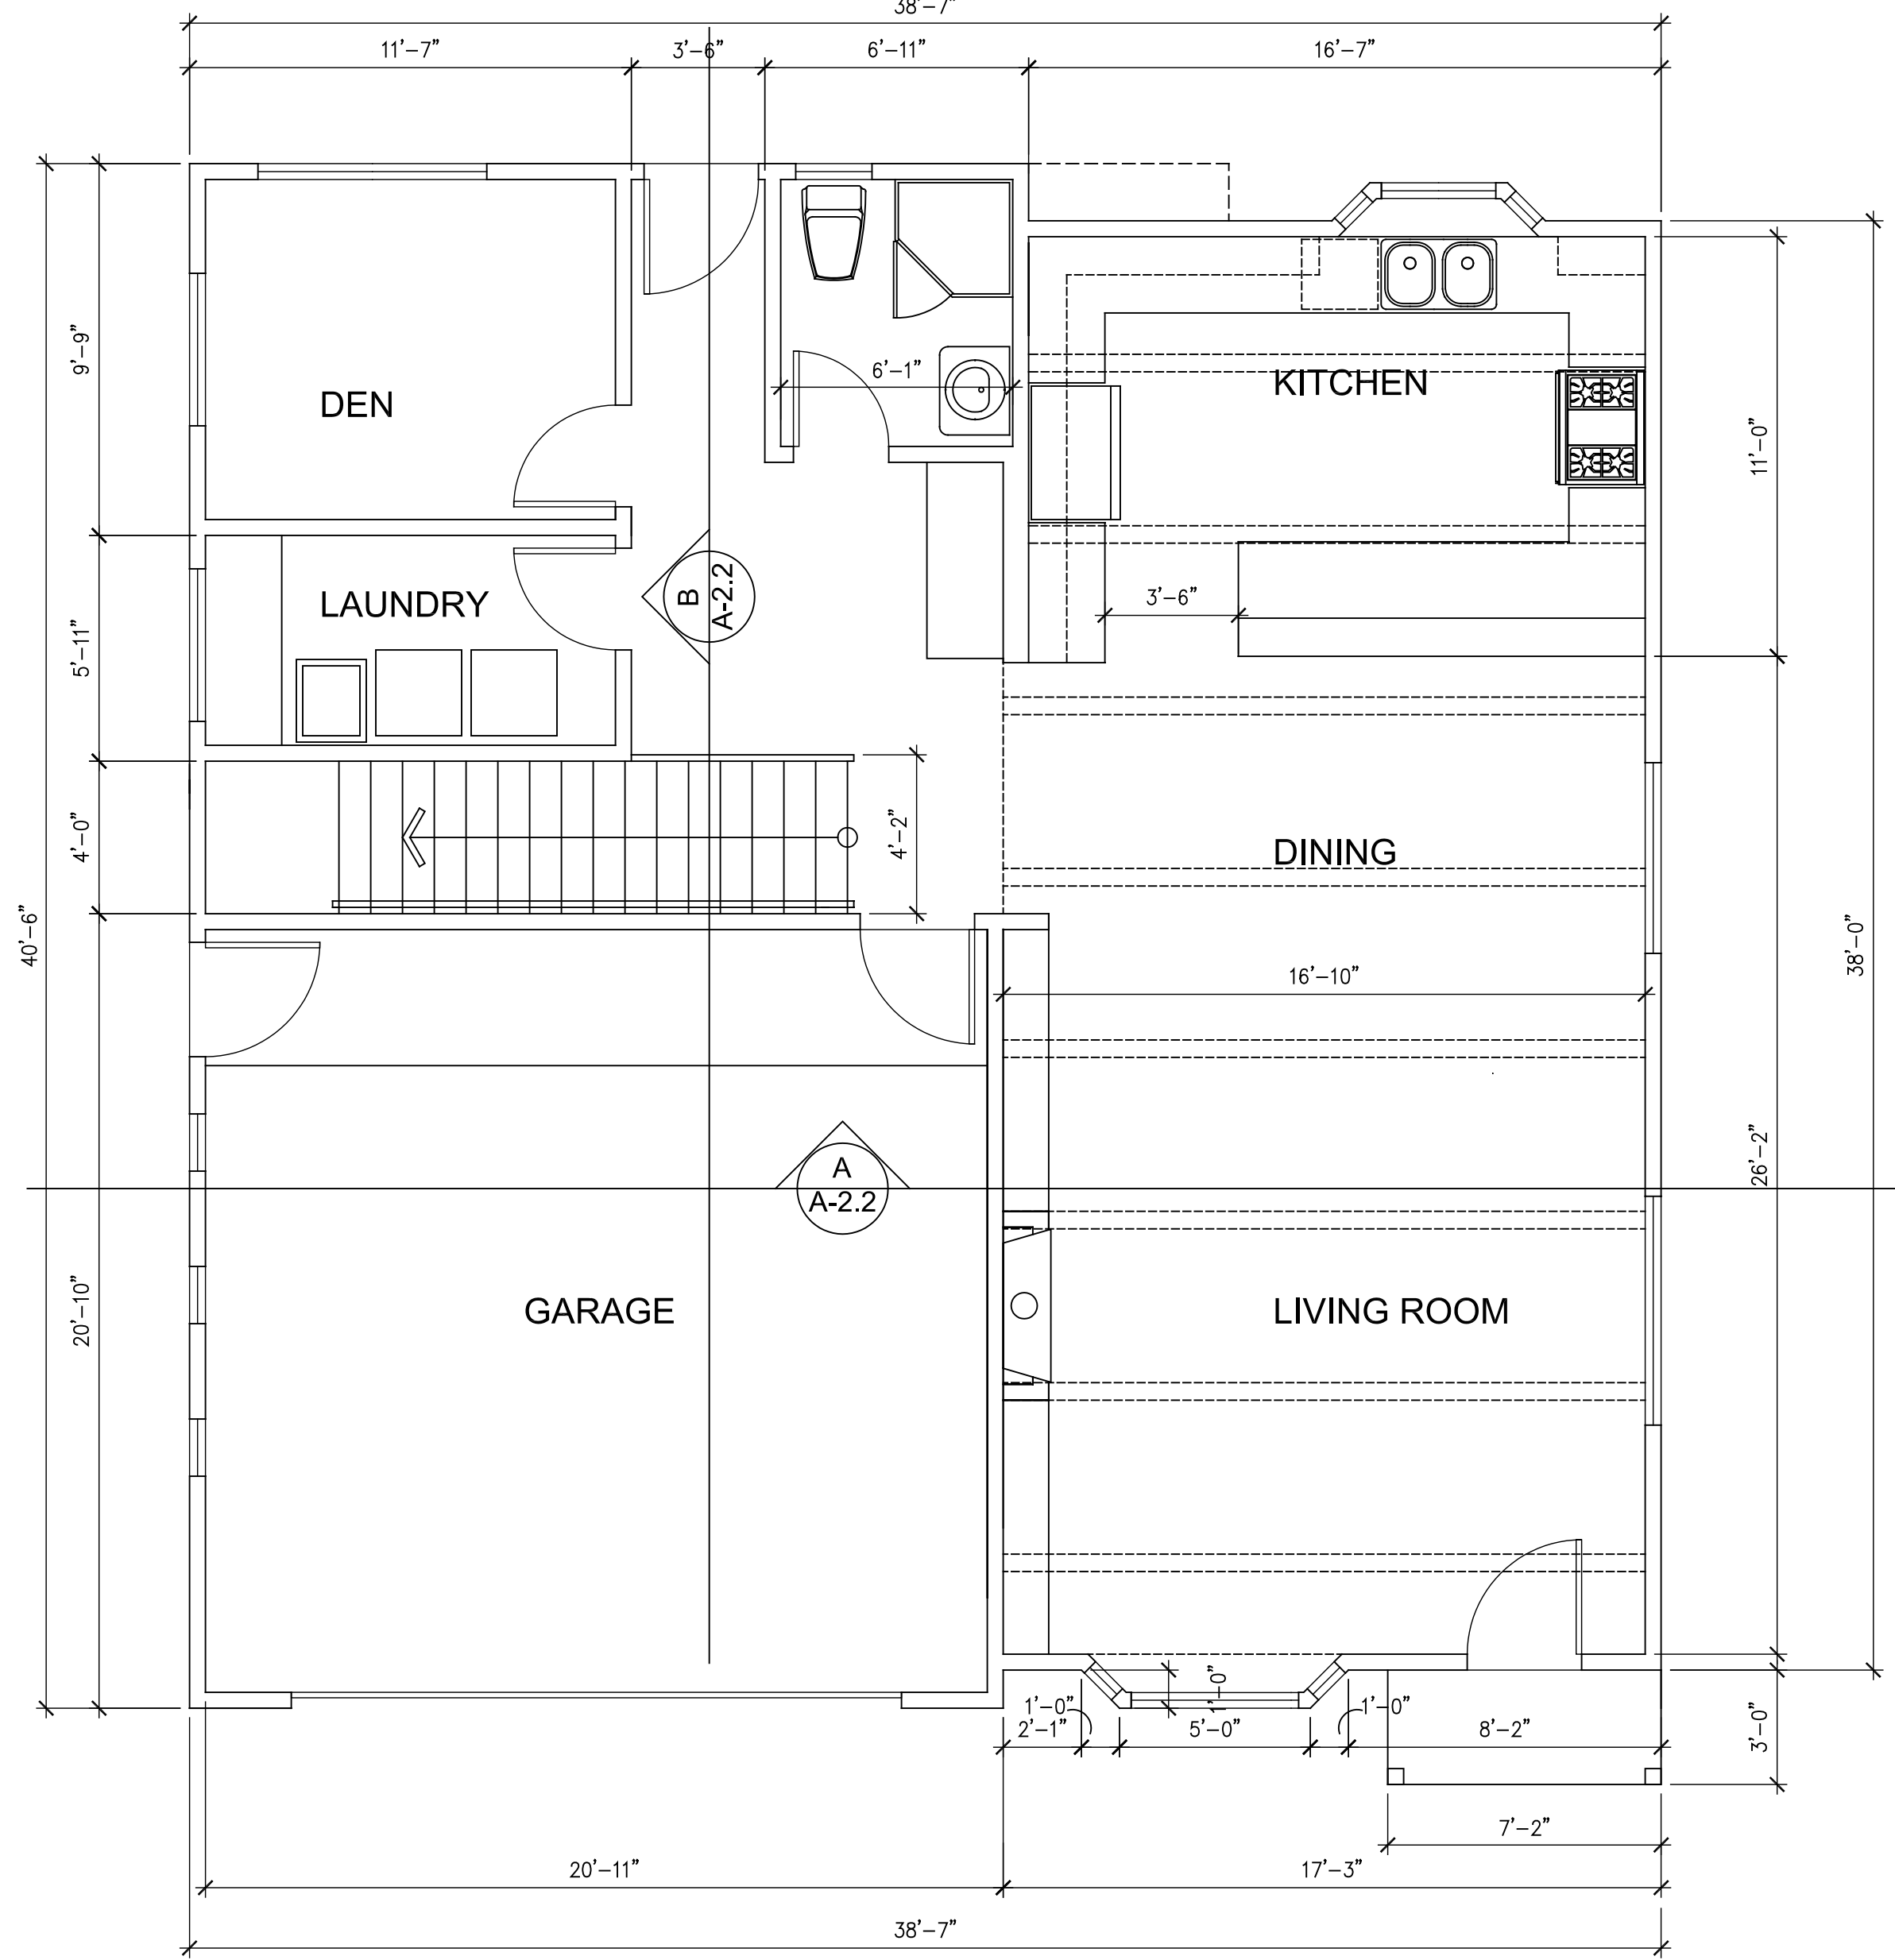 38'-7"
11'-7"
3'-6"
6'-11"
16'-7"
9'-9"
DEN
6'-1"
KITCHEN
11'-0"
LAUNDRY
B
A-2.2
3'-6"
5'-11"
4'-0"
4'-2"
DINING
40'-6"
38'-0"
16'-10"
A
A-2.2
26'-2"
20'-10"
GARAGE
LIVING ROOM
1'-0"
1'-0"
1'-0"
2'-1"
5'-0"
8'-2"
3'-0"
7'-2"
20'-11"
17'-3"
38'-7"